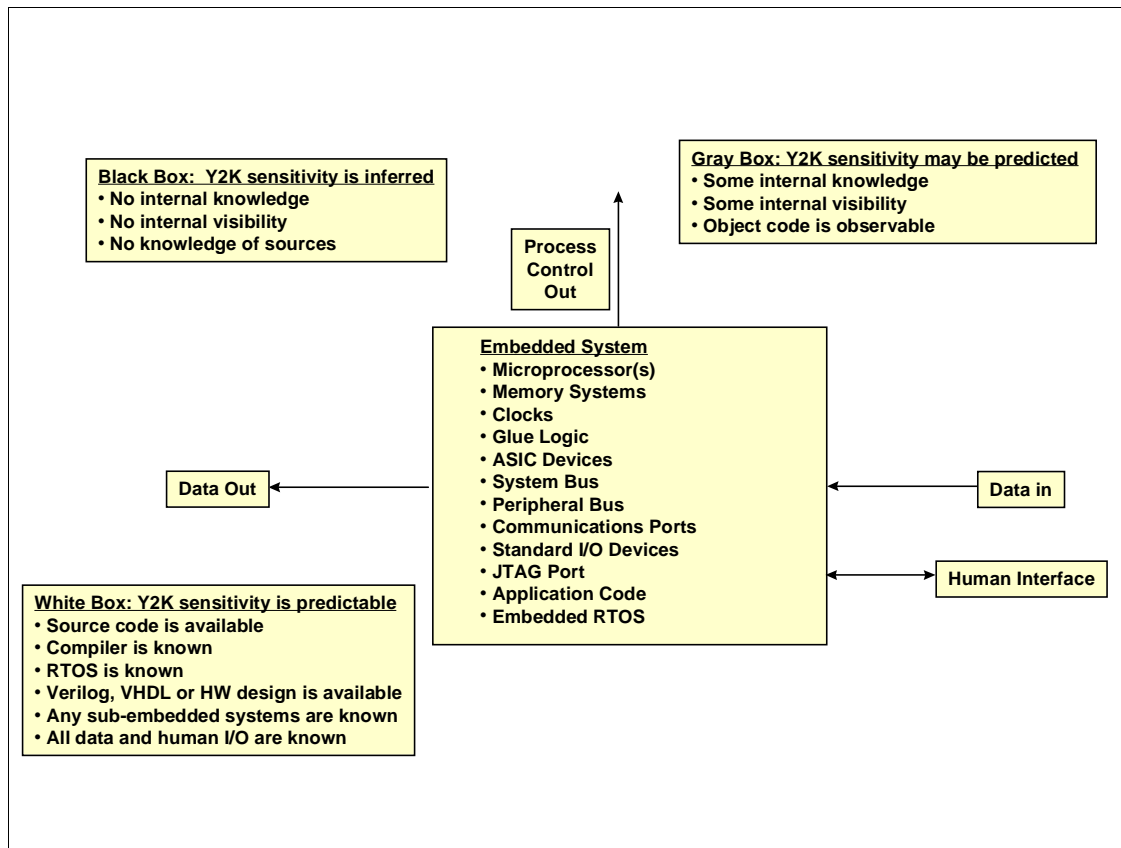 Black Box:  Y2K sensitivity is inferred
• No internal knowledge
• No internal visibility
• No knowledge of sources
Gray Box: Y2K sensitivity may be predicted
• Some internal knowledge
• Some internal visibility
• Object code is observable
Process
Control
Out
Embedded System
• Microprocessor(s)
• Memory Systems
• Clocks
• Glue Logic
• ASIC Devices
• System Bus
• Peripheral Bus
• Communications Ports
• Standard I/O Devices
• JTAG Port
• Application Code
• Embedded RTOS
Data Out
Data in
Human Interface
White Box: Y2K sensitivity is predictable
• Source code is available
• Compiler is known
• RTOS is known
• Verilog, VHDL or HW design is available
• Any sub-embedded systems are known
• All data and human I/O are known